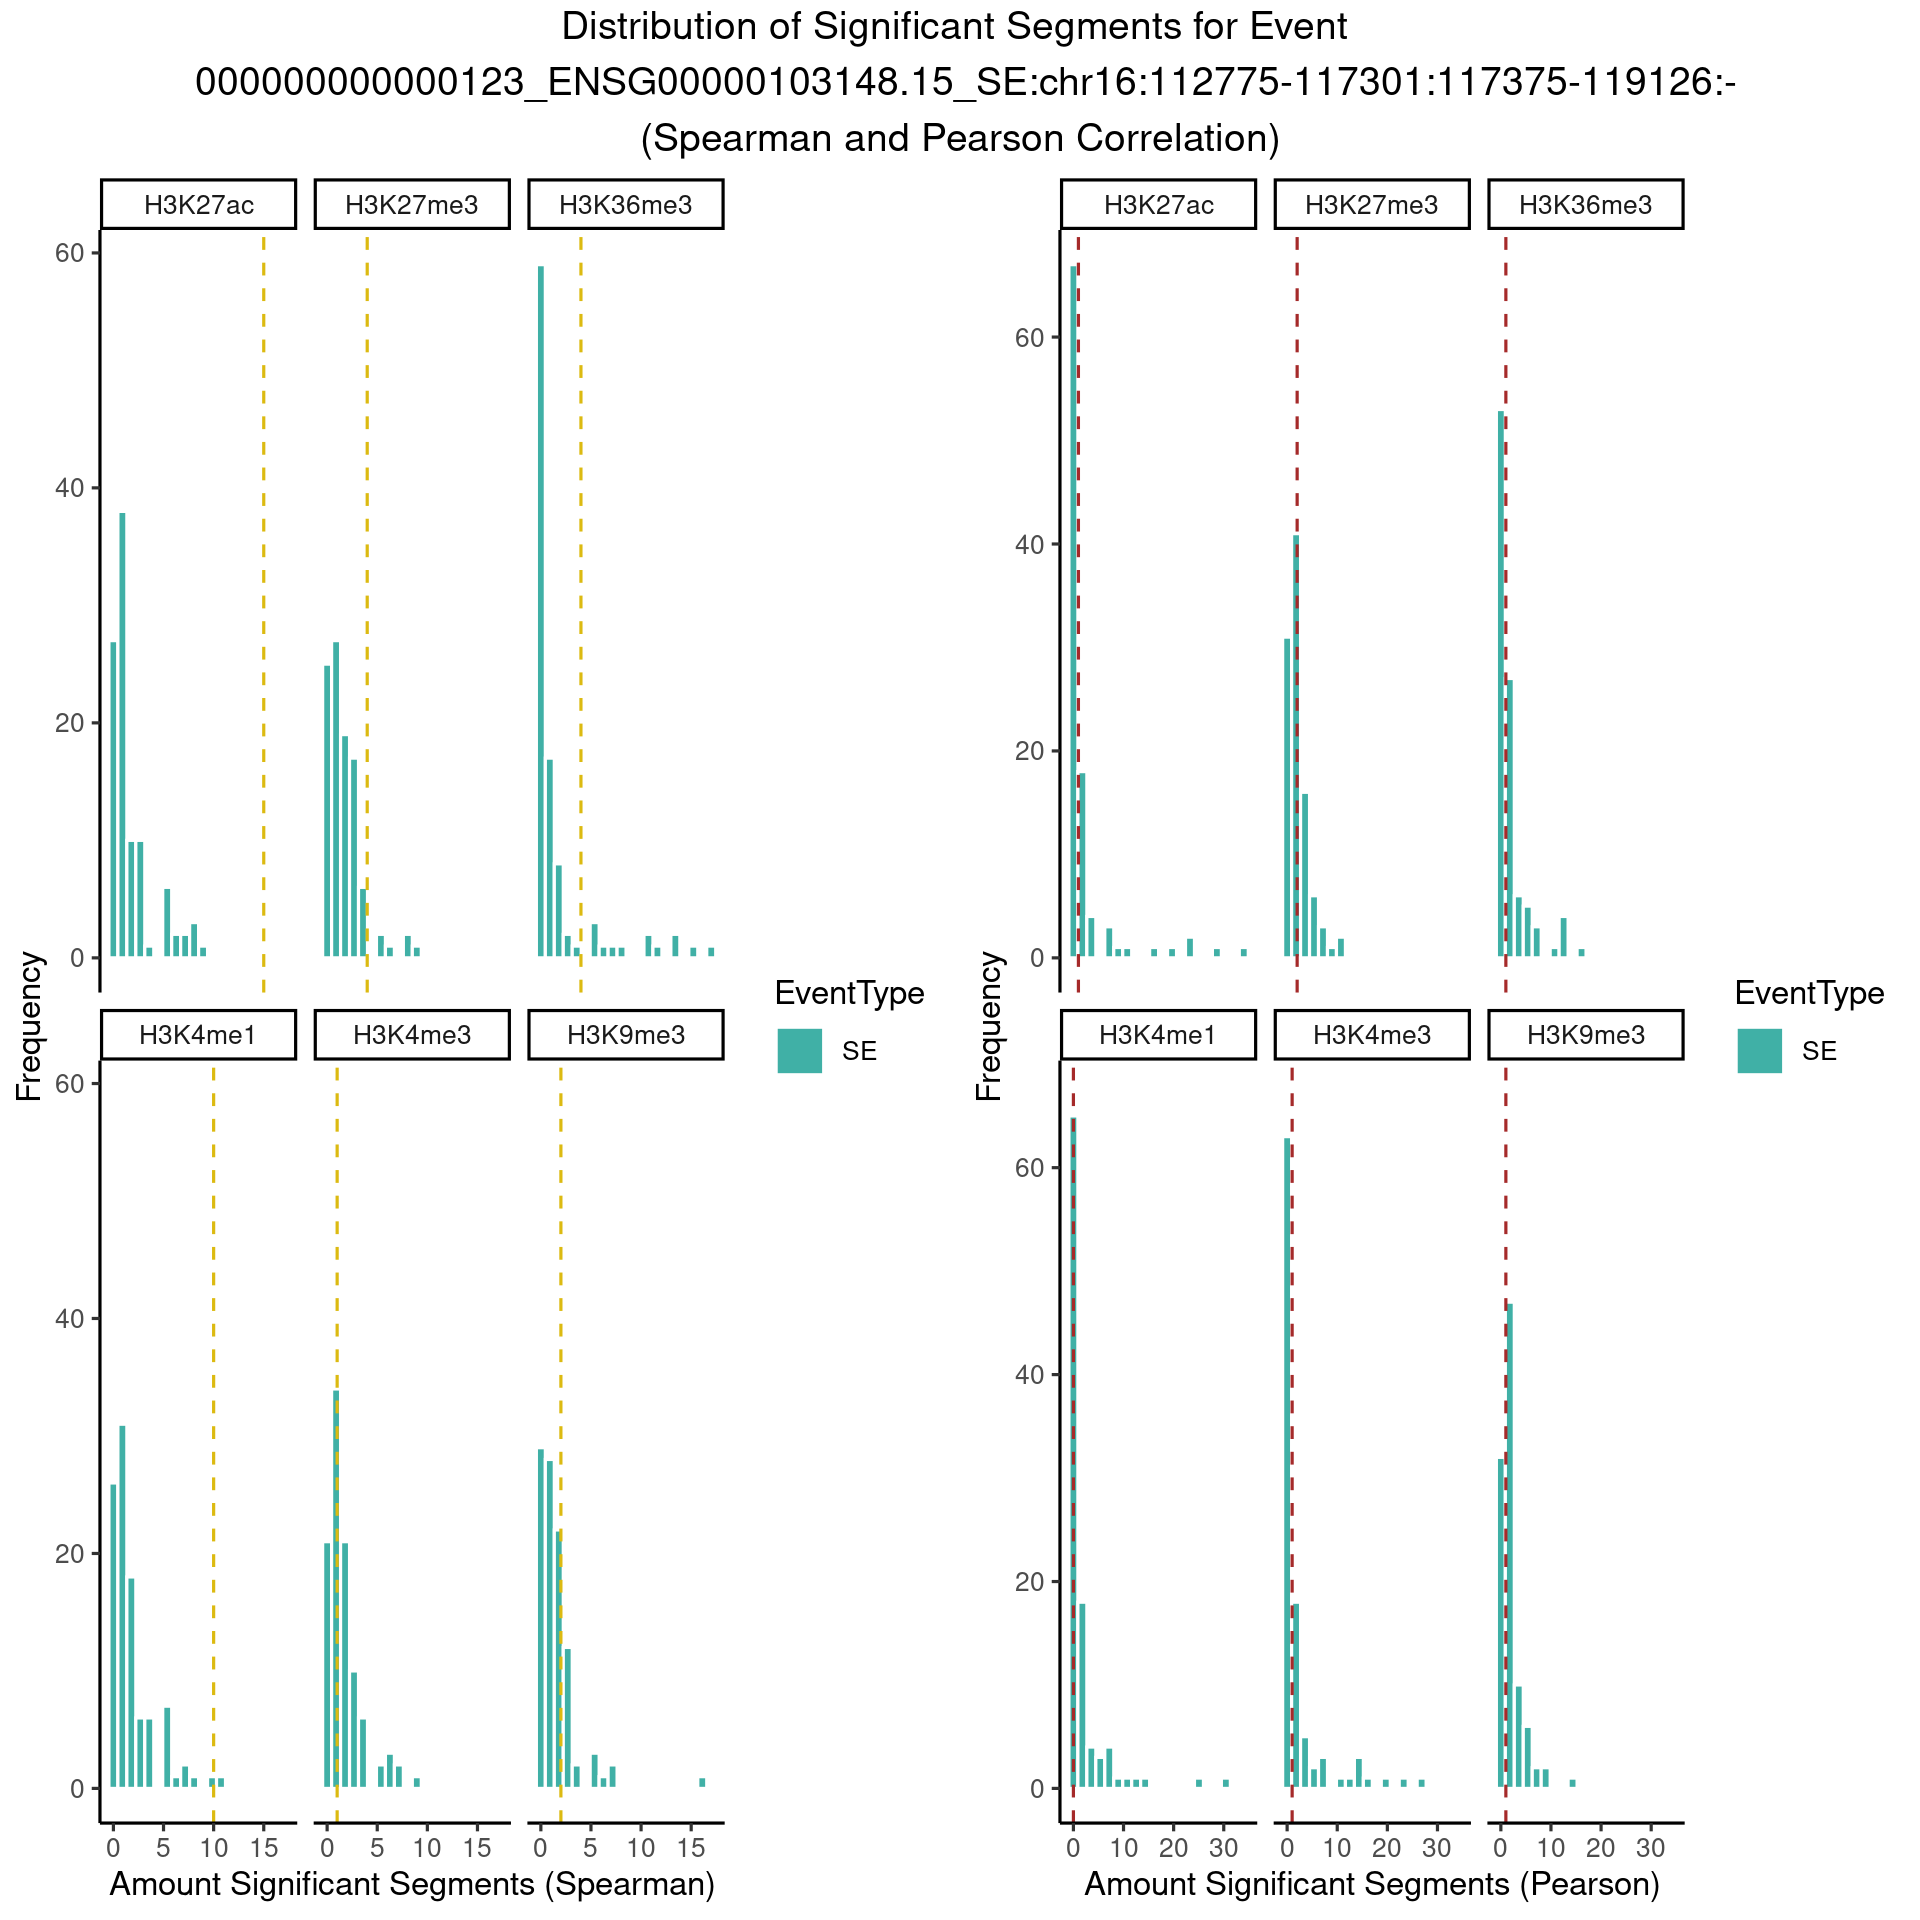 Distribution of Significant Segments for Event
000000000000123_ENSG00000103148.15_SE:chr16:112775-117301:117375-119126:-
(Spearman and Pearson Correlation)
H3K27ac H3K27me3 H3K36me3
60
40
20
0
H3K4me1 H3K4me3 H3K9me3
60
40
20
0
0 5 10 15 0 5 10 15 0 5 10 15
Frequency
Amount Significant Segments (Spearman)
EventType
SE
H3K27ac H3K27me3 H3K36me3
60
40
20
0
H3K4me1 H3K4me3 H3K9me3
60
40
20
0
0 10 20 30 0 10 20 30 0 10 20 30
Frequency
Amount Significant Segments (Pearson)
EventType
SE